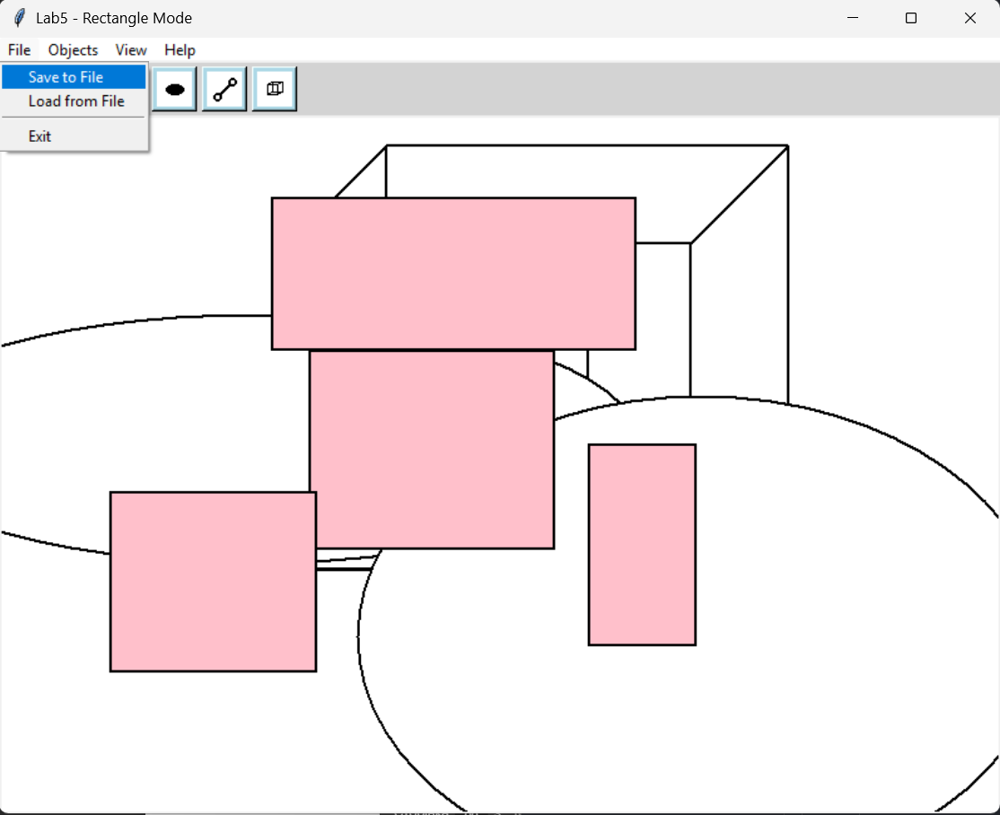 Lab5 - Rectangle Mode
File Objects View Help
Save to File
Load from File
Exit